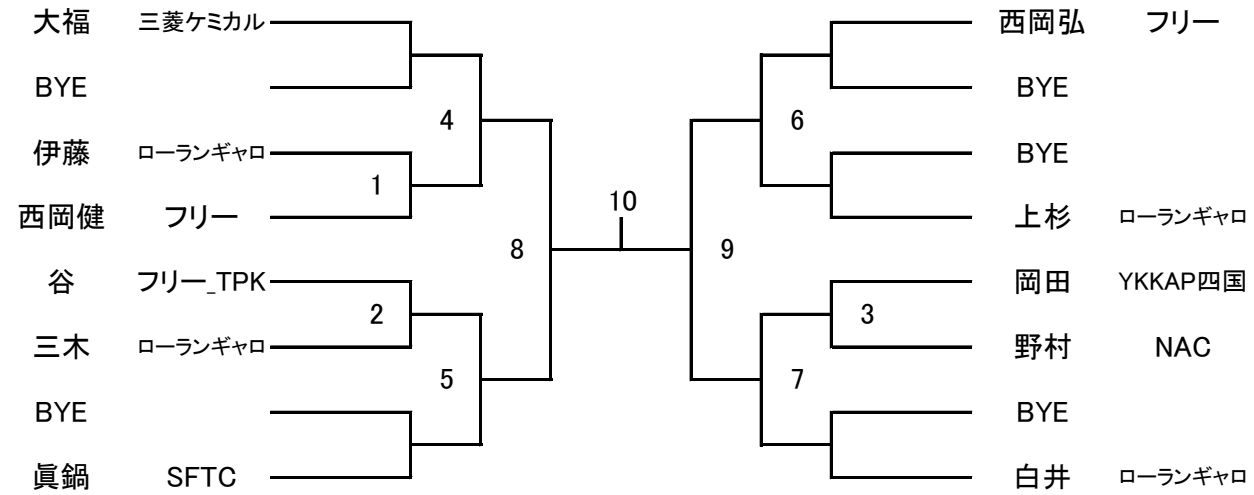 大福 三菱ケミカル
BYE
4
伊藤 ローランギャロ
1
西岡健 フリー
8
谷 フリー_TPK
2
三木 ローランギャロ
5
BYE
眞鍋 SFTC
10
西岡弘 フリー
BYE
6
BYE
上杉 ローランギャロ
9
岡田 YKKAP四国
3
野村 NAC
7
BYE
白井 ローランギャロ